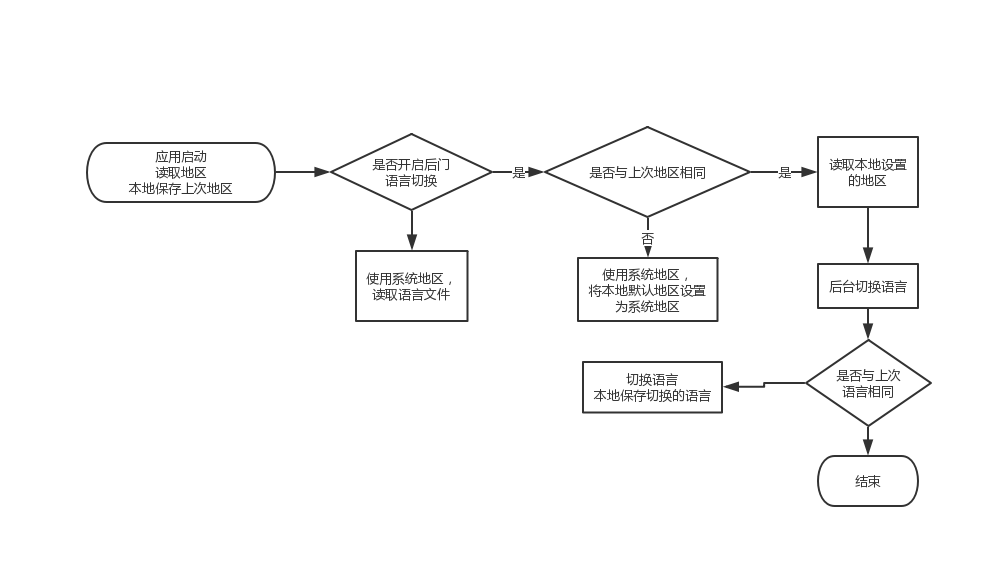 应用启动
读取地区
本地保存上次地区
是否开启后门
语言切换
是
是否与上次地区相同
是
读取本地设置
的地区
使用系统地区，
读取语言文件
否
使用系统地区，
将本地默认地区设置
为系统地区
后台切换语言
是否与上次
语言相同
切换语言
本地保存切换的语言
结束